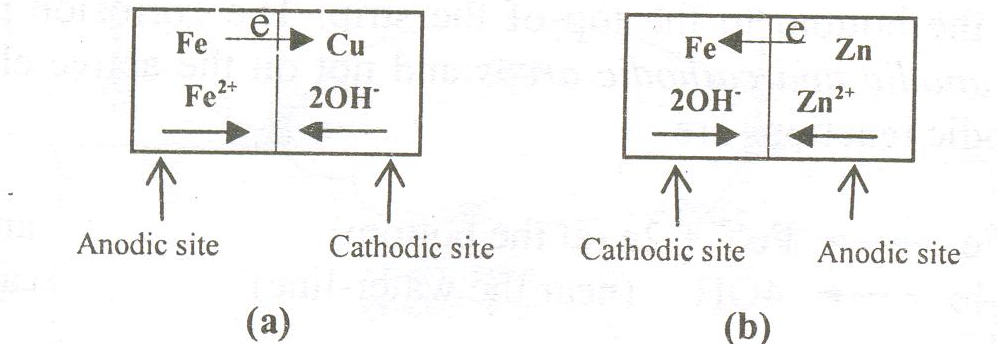 Fe e Cu
Fe²⁺ 2OH⁻
Anodic site Cathodic site
(a)
Fe e Zn
2OH⁻ Zn²⁺
Cathodic site Anodic site
(b)